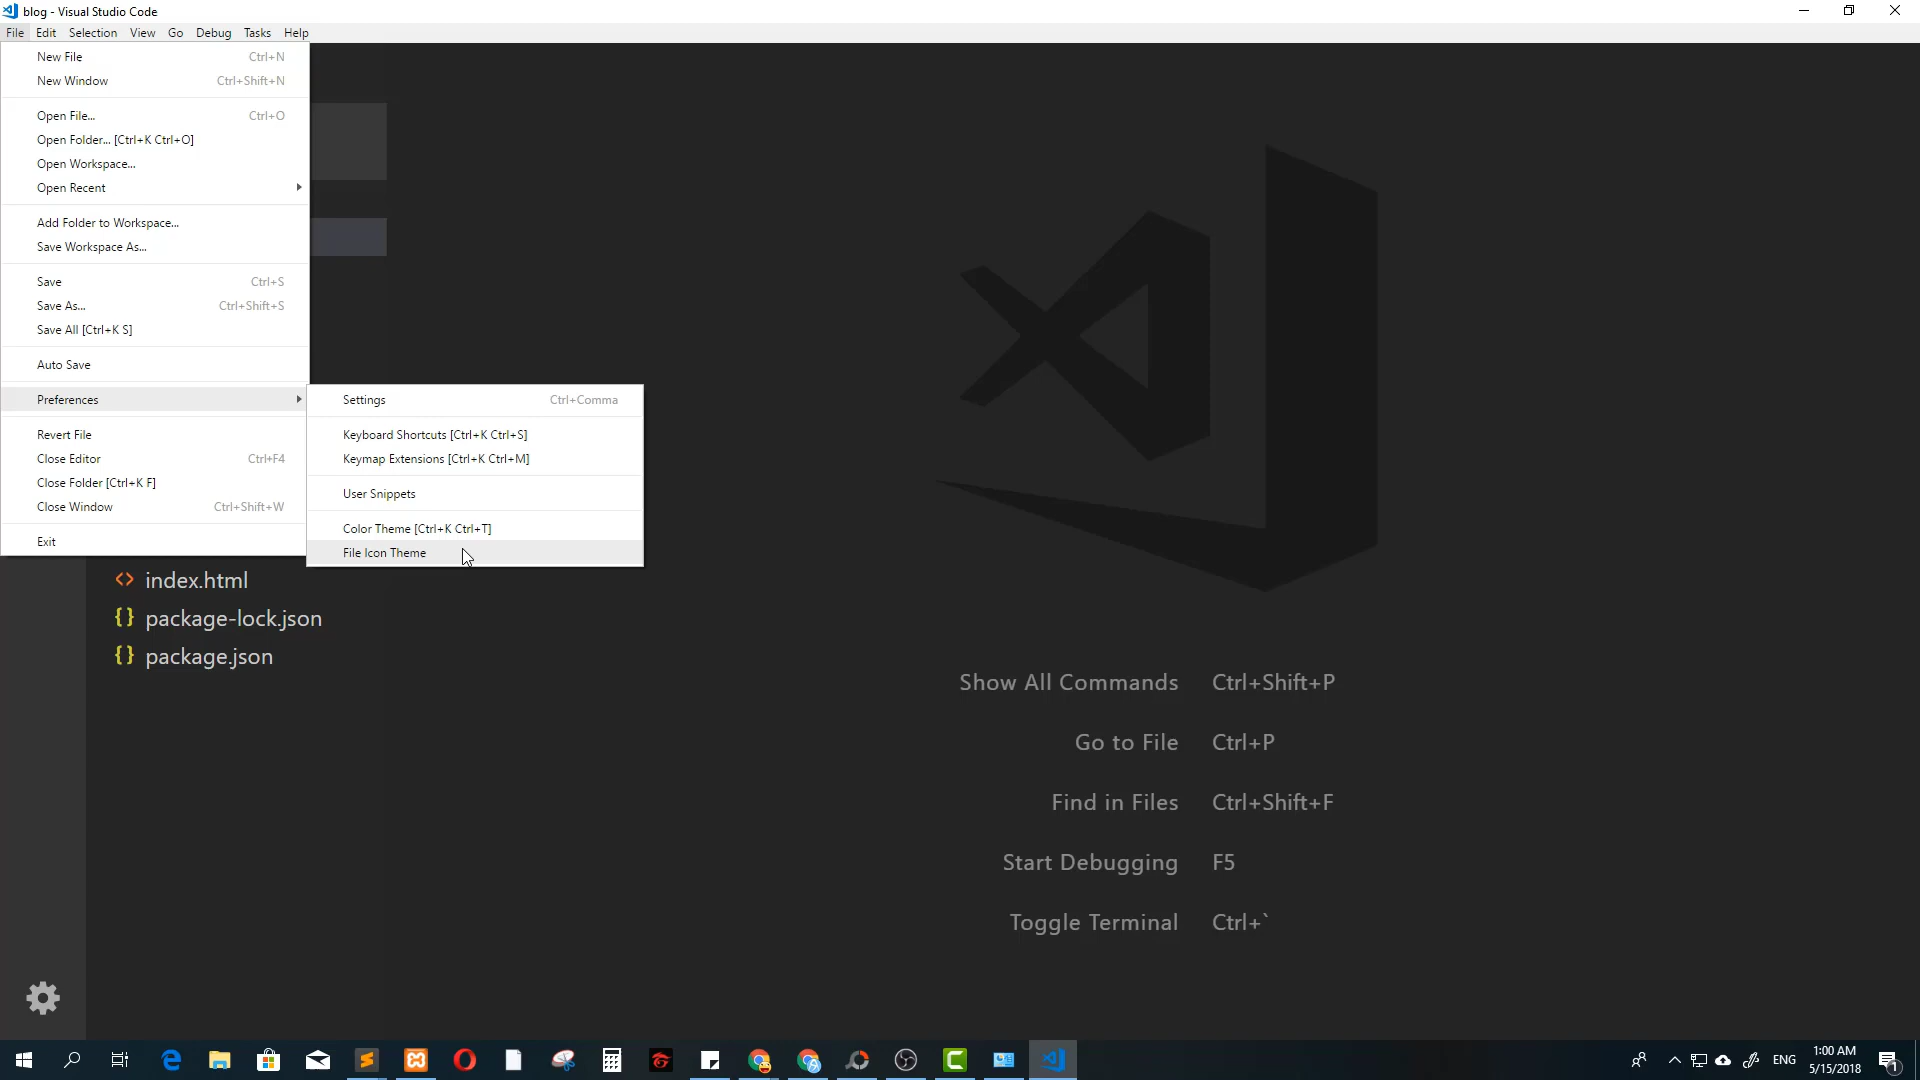 blog - Visual Studio Code
File Edit Selection View Go Debug Tasks Help
New File Ctrl+N
New Window Ctrl+Shift+N
Open File... Ctrl+O
Open Folder... [Ctrl+K Ctrl+O]
Open Workspace...
Open Recent
Add Folder to Workspace...
Save Workspace As...
Save Ctrl+S
Save As... Ctrl+Shift+S
Save All [Ctrl+K S]
Auto Save
Preferences
Revert File
Close Editor Ctrl+F4
Close Folder [Ctrl+K F]
Close Window Ctrl+Shift+W
Exit
Settings Ctrl+Comma
Keyboard Shortcuts [Ctrl+K Ctrl+S]
Keymap Extensions [Ctrl+K Ctrl+M]
User Snippets
Color Theme [Ctrl+K Ctrl+T]
File Icon Theme
index.html
package-lock.json
package.json
Show All Commands Ctrl+Shift+P
Go to File Ctrl+P
Find in Files Ctrl+Shift+F
Start Debugging F5
Toggle Terminal Ctrl+`
ENG
1:00 AM
5/15/2018
1